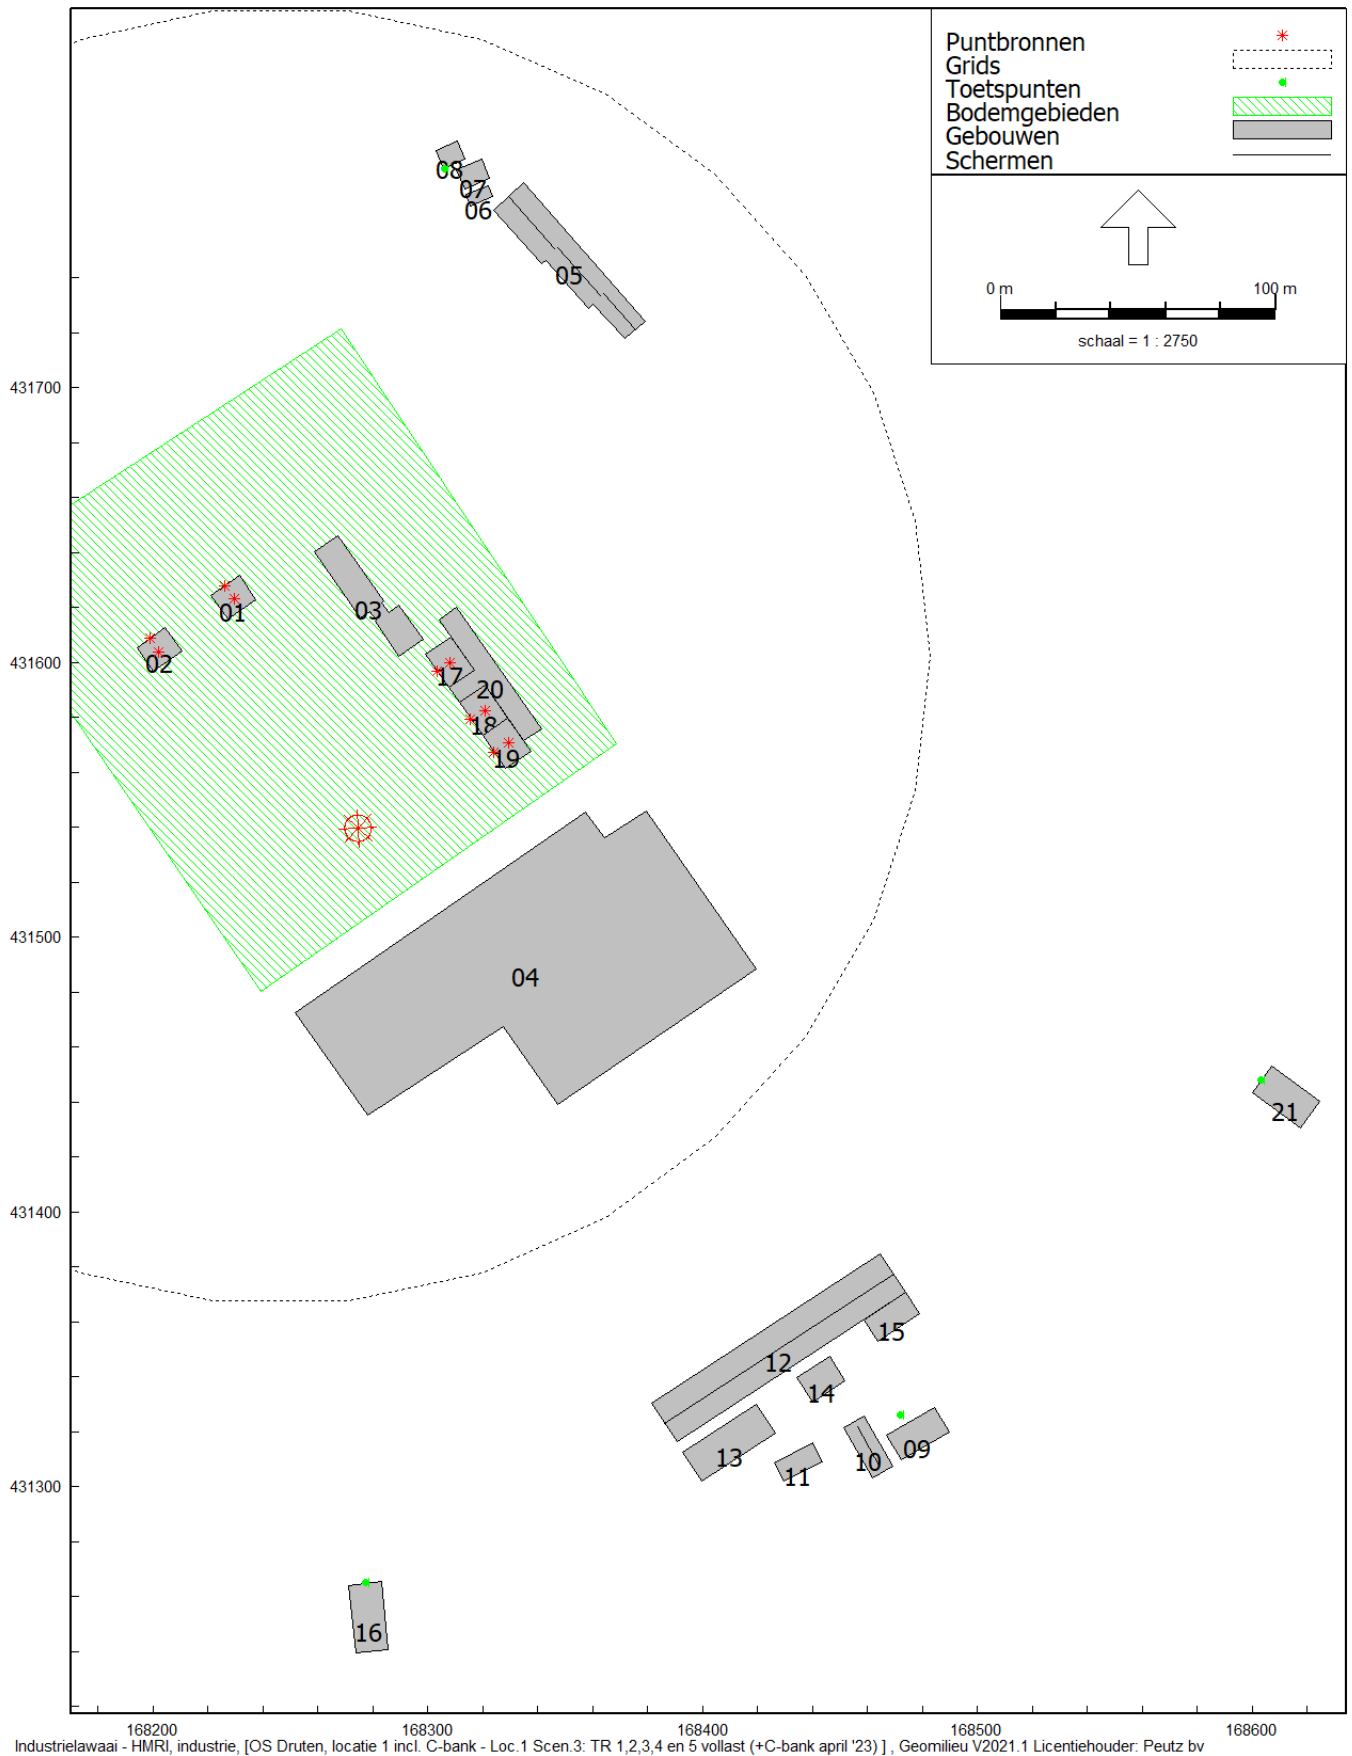 Puntbronnen
Grids
Toetspunten
Bodemgebieden
Gebouwen
Schermen
0 m 100 m
schaal = 1 : 2750
08
07
06
05
431700
03
01
02
431600
17
20
18
19
431500
04
21
431400
15
12
14
09
13
10
11
431300
16
168200 168300 168400 168500 168600
Industrielawaai - HMRI, industrie, [OS Druten, locatie 1 incl. C-bank - Loc.1 Scen.3: TR 1,2,3,4 en 5 vollast (+C-bank april '23) ] , Geomilieu V2021.1 Licentiehouder: Peutz bv